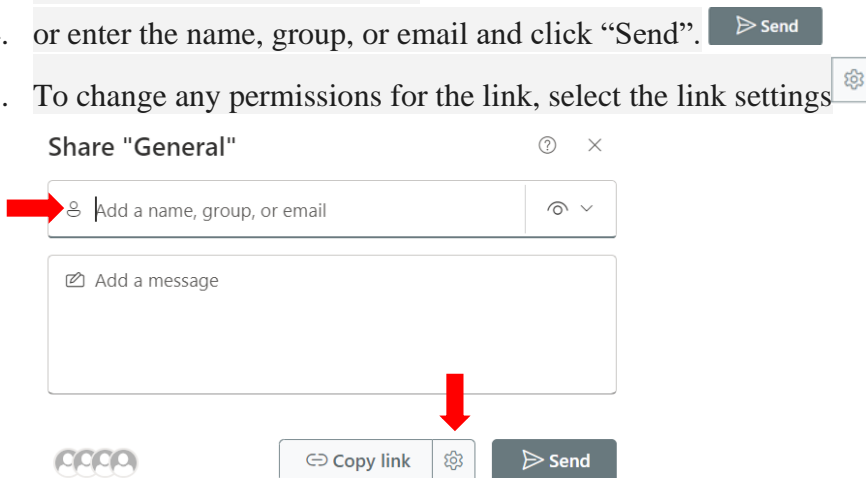 . or enter the name, group, or email and click “Send”. Send
. To change any permissions for the link, select the link settings
Share "General"
Add a name, group, or email
Add a message
Copy link
Send